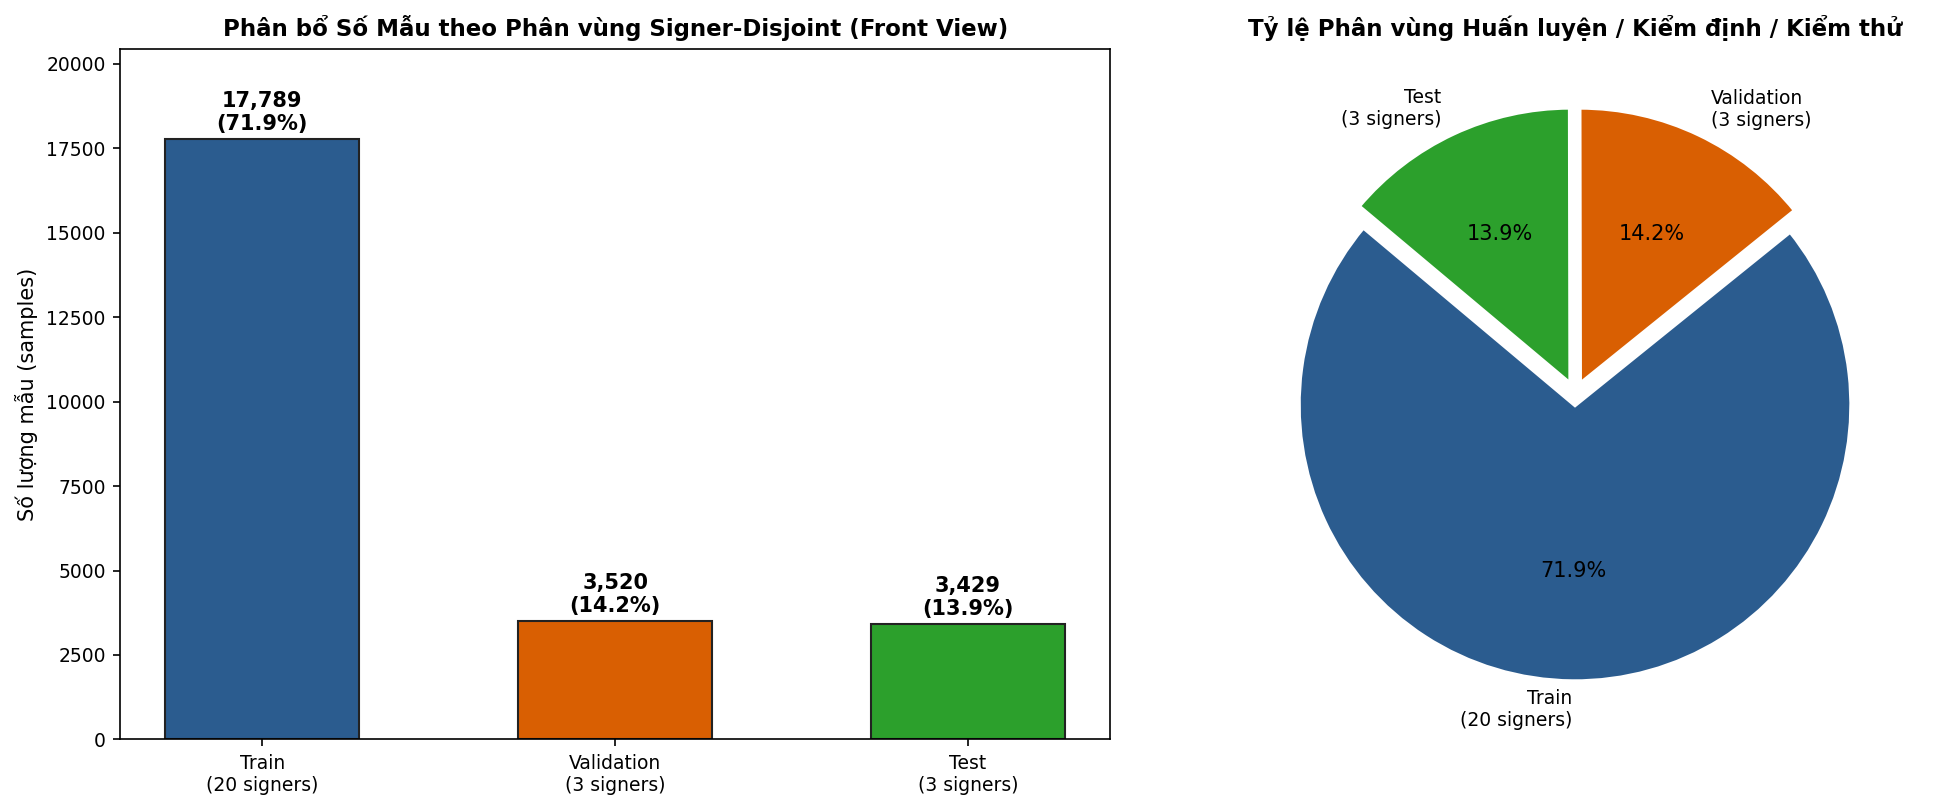 Phân bổ Số Mẫu theo Phân vùng Signer-Disjoint (Front View)
Số lượng mẫu (samples)
20000
17500
15000
12500
10000
7500
5000
2500
0
17,789
(71.9%)
3,520
(14.2%)
3,429
(13.9%)
Train
(20 signers)
Validation
(3 signers)
Test
(3 signers)
Tỷ lệ Phân vùng Huấn luyện / Kiểm định / Kiểm thử
Test
(3 signers)
Validation
(3 signers)
13.9%
14.2%
71.9%
Train
(20 signers)